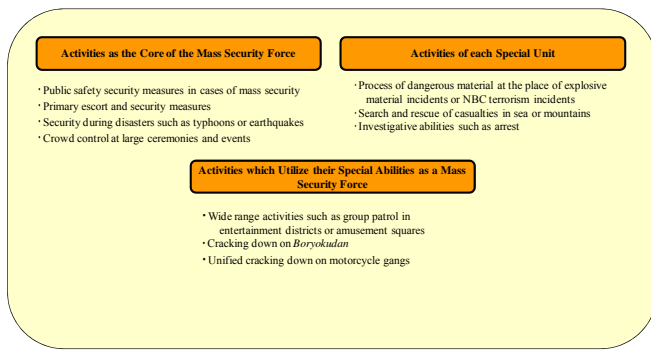 Activities as the Core of the Mass Security Force
・Public safety security measures in cases of mass security
・Primary escort and security measures
・Security during disasters such as typhoons or earthquakes
・Crowd control at large ceremonies and events
Activities of each Special Unit
・Process of dangerous material at the place of explosive
material incidents or NBC terrorism incidents
・Search and rescue of casualties in sea or mountains
・Investigative abilities such as arrest
Activities which Utilize their Special Abilities as a Mass
Security Force
・Wide range activities such as group patrol in
entertainment districts or amusement squares
・Cracking down on Boryokudan
・Unified cracking down on motorcycle gangs